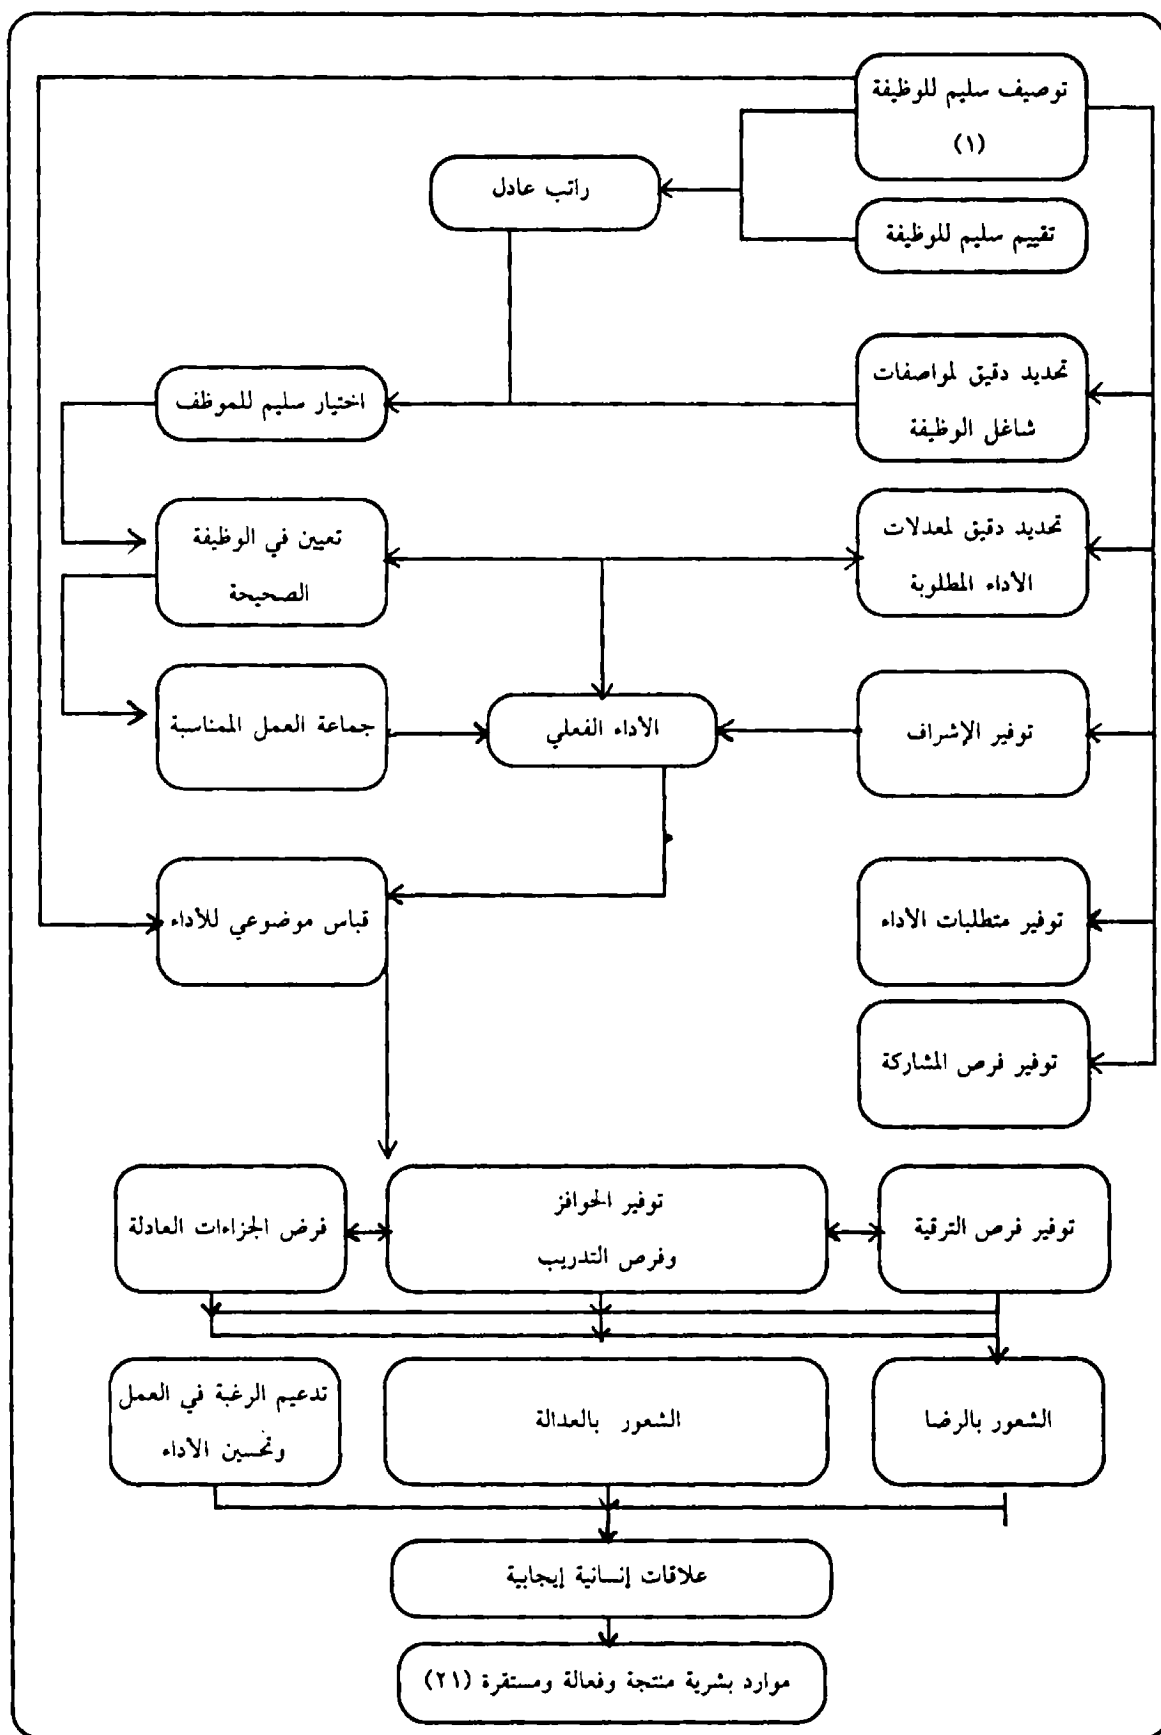 توصيف سليم للوظيفة
(١)
راتب عادل
تقييم سليم للوظيفة
تحديد دقيق لمواصفات
شاغل الوظيفة
اختيار سليم للموظف
تحديد دقيق لمعدلات
الأداء المطلوبة
تعيين في الوظيفة
الصحيحة
توفير الإشراف
الأداء الفعلي
جماعة العمل المناسبة
توفير متطلبات الأداء
قباس موضوعي للأداء
توفير فرص المشاركة
توفير فرص الترقية
توفير الحوافز
وفرص التدريب
فرض الجزاءات العادلة
الشعور بالرضا
الشعور بالعدالة
تدعيم الرغبة في العمل
وتحسين الأداء
علاقات إنسانية إيجابية
موارد بشرية منتجة وفعالة ومستقرة (٢١)